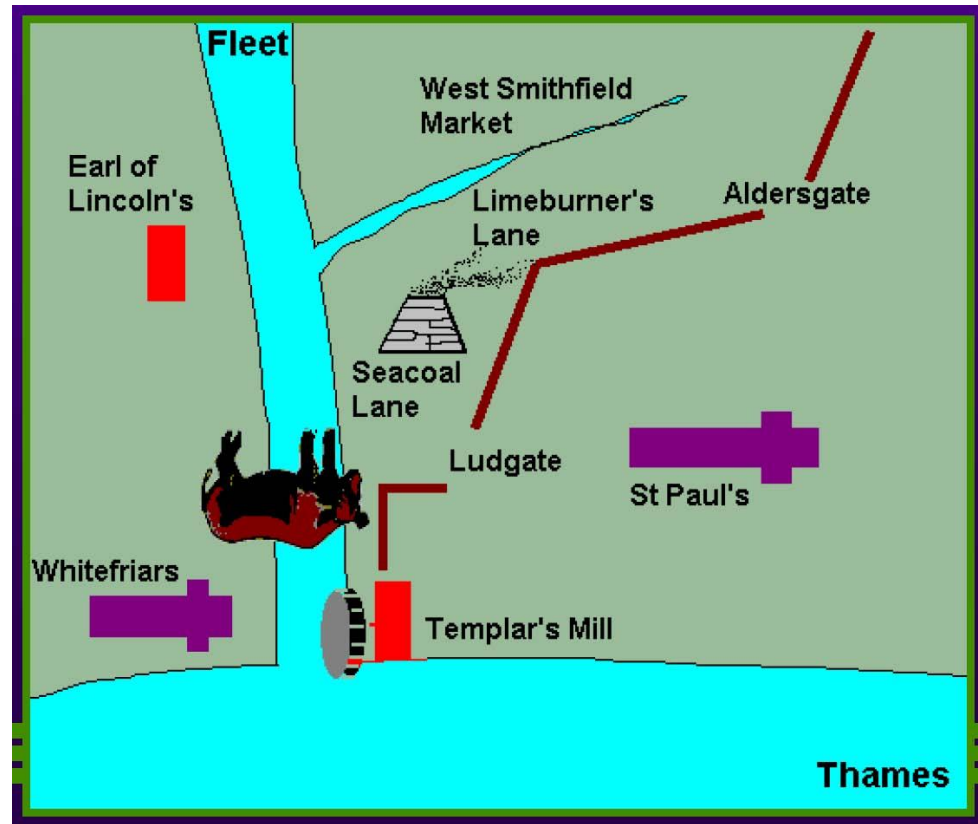 Fleet
West Smithfield
Market
Earl of
Lincoln's
Limeburner's
Lane
Aldersgate
Seacoal
Lane
Ludgate
St Paul's
Whitefriars
Templar's Mill
Thames